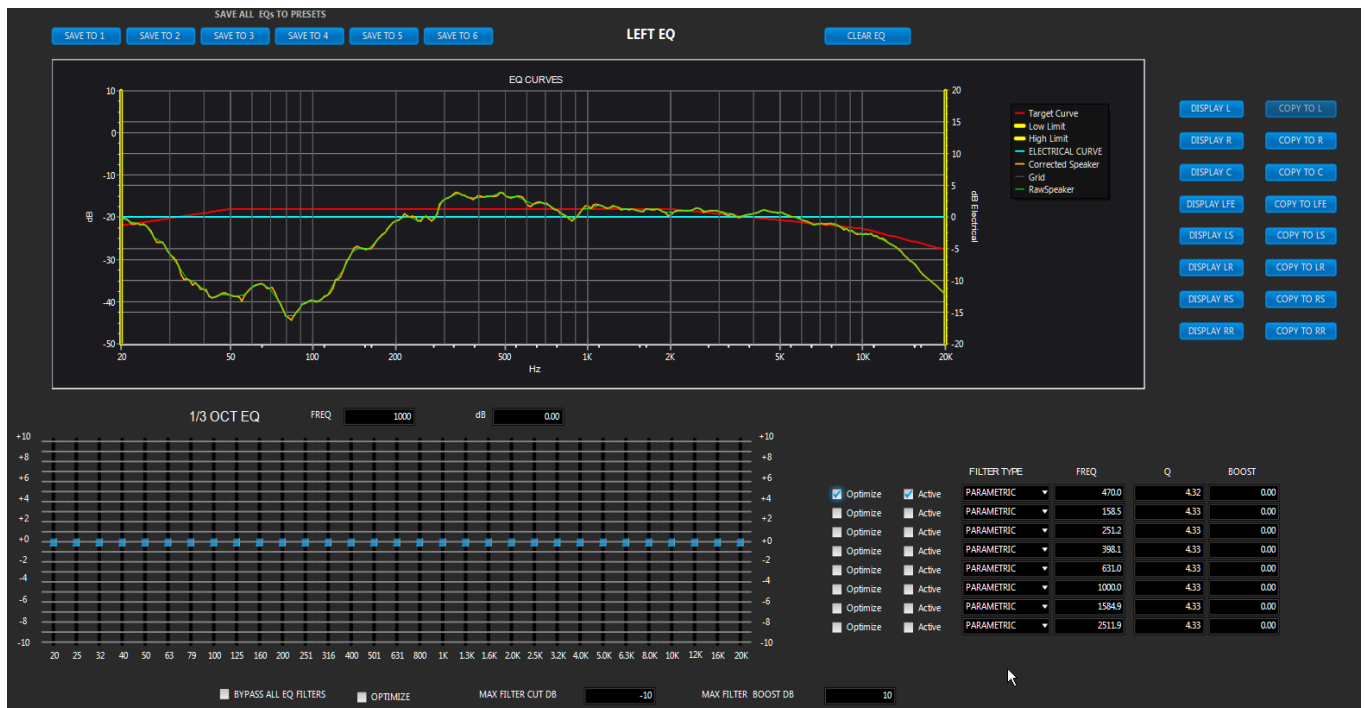 SAVE ALL EQs TO PRESETS
SAVE TO 1 SAVE TO 2 SAVE TO 3 SAVE TO 4 SAVE TO 5 SAVE TO 6 LEFT EQ CLEAR EQ
EQ CURVES
10 20
0 15
-10 10
-20 5
-30 0
-40 -5
-50 -10
-15
-20
dB
dB Electrical
20 50 100 200 500 1K 2K 5K 10K 20K
Hz
Target Curve
Low Limit
High Limit
ELECTRICAL CURVE
Corrected Speaker
Grid
RawSpeaker
DISPLAY L COPY TO L
DISPLAY R COPY TO R
DISPLAY C COPY TO C
DISPLAY LFE COPY TO LFE
DISPLAY LS COPY TO LS
DISPLAY LR COPY TO LR
DISPLAY RS COPY TO RS
DISPLAY RR COPY TO RR
1/3 OCT EQ FREQ 1000 dB 0.00
+10 +10
+8 +8
+6 +6
+4 +4
+2 +2
+0 +0
-2 -2
-4 -4
-6 -6
-8 -8
-10 -10
20 25 32 40 50 63 79 100 125 160 200 251 316 400 501 631 800 1K 1.3K 1.6K 2.0K 2.5K 3.2K 4.0K 5.0K 6.3K 8.0K 10K 12K 16K 20K
FILTER TYPE FREQ Q BOOST
Optimize Active PARAMETRIC 470.0 4.32 0.00
Optimize Active PARAMETRIC 158.5 4.33 0.00
Optimize Active PARAMETRIC 251.2 4.33 0.00
Optimize Active PARAMETRIC 398.1 4.33 0.00
Optimize Active PARAMETRIC 631.0 4.33 0.00
Optimize Active PARAMETRIC 1000.0 4.33 0.00
Optimize Active PARAMETRIC 1584.9 4.33 0.00
Optimize Active PARAMETRIC 2511.9 4.33 0.00
BYPASS ALL EQ FILTERS OPTIMIZE MAX FILTER CUT DB -10 MAX FILTER BOOST DB 10